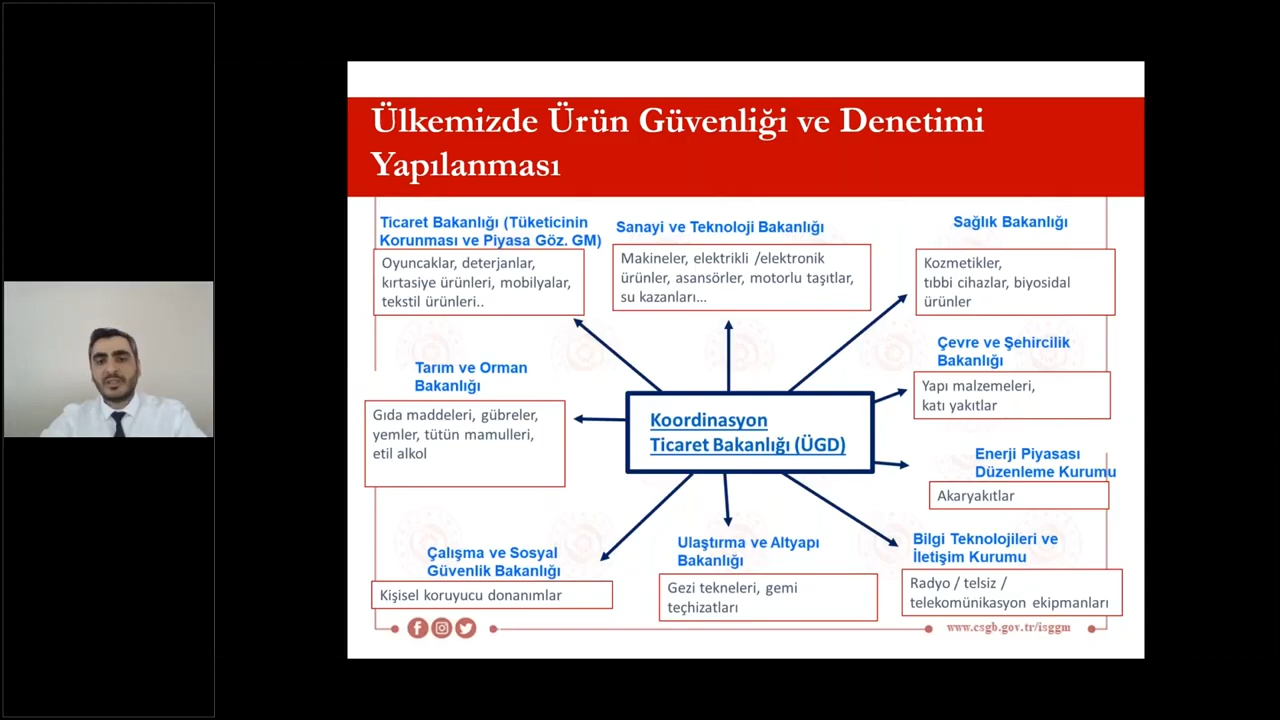 Ülkemizde Ürün Güvenliği ve Denetimi
Yapılanması
Ticaret Bakanlığı (Tüketicinin
Korunması ve Piyasa Göz. GM)
Oyuncaklar, deterjanlar,
kırtasiye ürünleri, mobilyalar,
tekstil ürünleri..
Sanayi ve Teknoloji Bakanlığı
Makineler, elektrikli /elektronik
ürünler, asansörler, motorlu taşıtlar,
su kazanları...
Sağlık Bakanlığı
Kozmetikler,
tıbbi cihazlar, biyosidal
ürünler
Tarım ve Orman
Bakanlığı
Gıda maddeleri, gübreler,
yemler, tütün mamulleri,
etil alkol
Koordinasyon
Ticaret Bakanlığı (ÜGD)
Çevre ve Şehircilik
Bakanlığı
Yapı malzemeleri,
katı yakıtlar
Enerji Piyasası
Düzenleme Kurumu
Akaryakıtlar
Çalışma ve Sosyal
Güvenlik Bakanlığı
Kişisel koruyucu donanımlar
Ulaştırma ve Altyapı
Bakanlığı
Gezi tekneleri, gemi
teçhizatları
Bilgi Teknolojileri ve
İletişim Kurumu
Radyo / telsiz /
telekomünikasyon ekipmanları
www.csgb.gov.tr/isggm